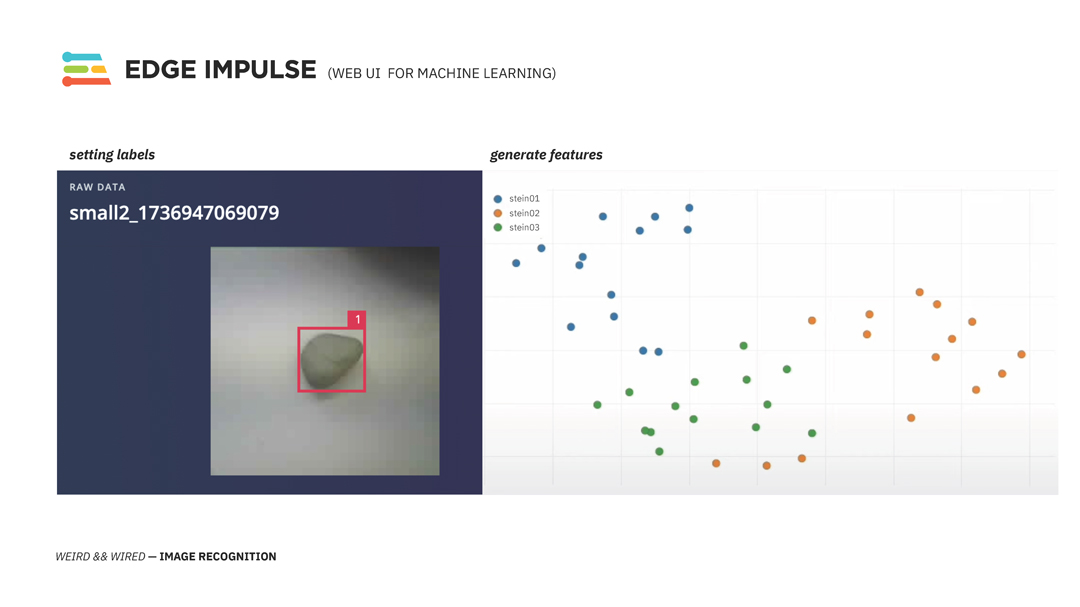 EDGE IMPULSE (WEB UI FOR MACHINE LEARNING)
setting labels
generate features
RAW DATA
small2_1736947069079
1
stein01
stein02
stein03
WEIRD && WIRED — IMAGE RECOGNITION